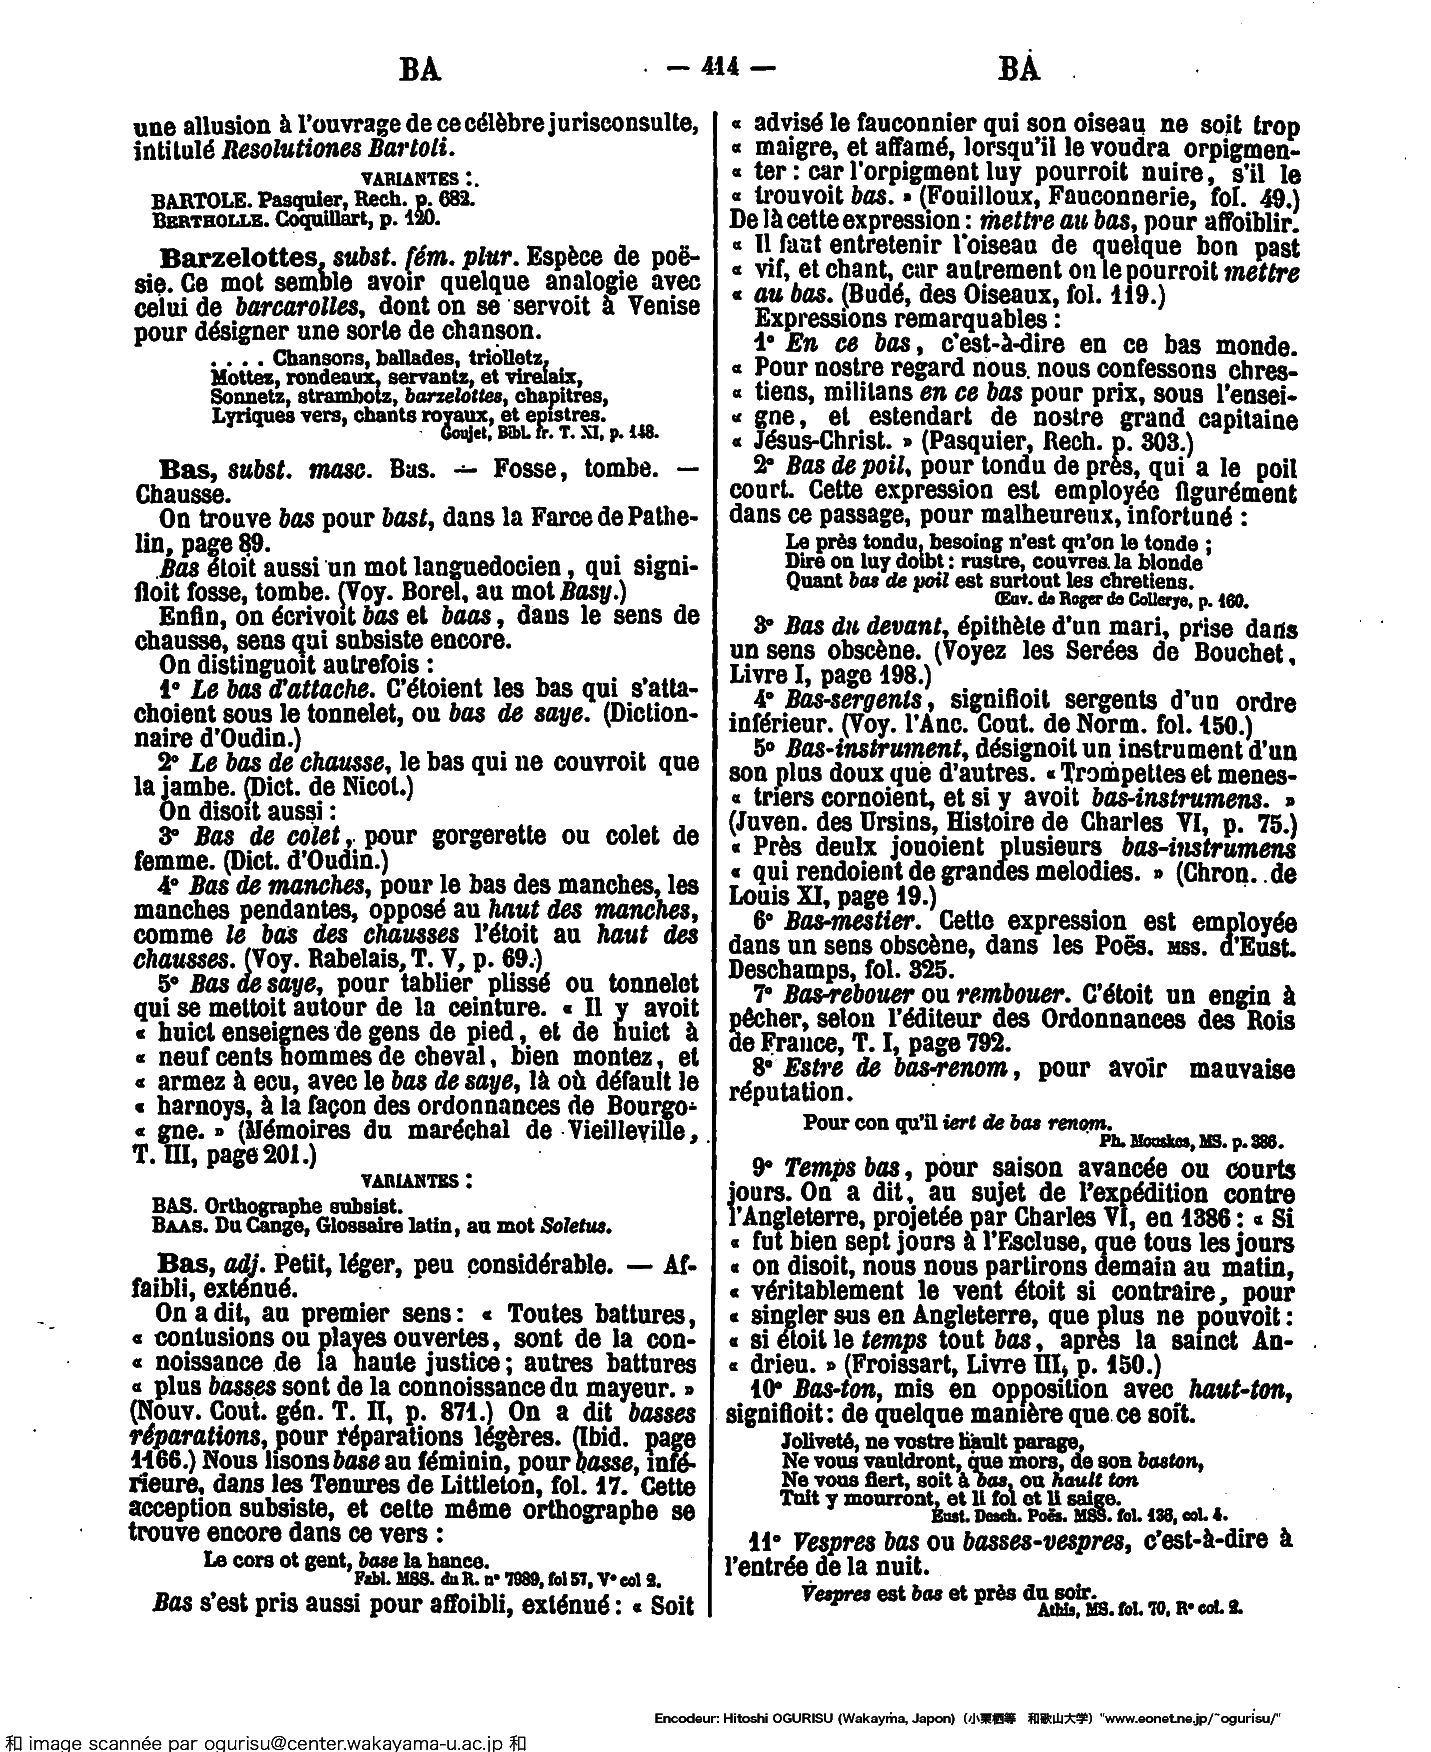 BA — 414 — BA
une allusion à l'ouvrage de ce célèbre jurisconsulte,
intitulé Resolutiones Bartoli.
VARIANTES :
BARTOLE. Pasquier, Rech. p. 682.
BERTHOLLE. Coquillart, p. 120.
Barzelottes, subst. fém. plur. Espèce de poë-
sie. Ce mot semble avoir quelque analogie avec
celui de barcarolles, dont on se servoit à Venise
pour désigner une sorte de chanson.
. . . . Chansons, ballades, triolletz,
Mottez, rondeaux, servantz, et virelaix,
Sonnetz, strambotz, barzelottes, chapitres,
Lyriques vers, chants royaux, et epistres.
Goujet, Bibl. fr. T. XI, p. 148.
Bas, subst. masc. Bas. — Fosse, tombe. —
Chausse.
On trouve bas pour bast, dans la Farce de Pathe-
lin, page 89.
Bas étoit aussi un mot languedocien, qui signi-
fioit fosse, tombe. (Voy. Borel, au mot Basy.)
Enfin, on écrivoit bas et baas, dans le sens de
chausse, sens qui subsiste encore.
On distinguoit autrefois :
1° Le bas d'attache. C'étoient les bas qui s'atta-
choient sous le tonnelet, ou bas de saye. (Diction-
naire d'Oudin.)
2° Le bas de chausse, le bas qui ne couvroit que
la jambe. (Dict. de Nicot.)
On disoit aussi :
3° Bas de colet, pour gorgerette ou colet de
femme. (Dict. d'Oudin.)
4° Bas de manches, pour le bas des manches, les
manches pendantes, opposé au haut des manches,
comme le bas des chausses l'étoit au haut des
chausses. (Voy. Rabelais, T. V, p. 69.)
5° Bas de saye, pour tablier plissé ou tonnelet
qui se mettoit autour de la ceinture. « Il y avoit
« huict enseignes de gens de pied, et de huict à
« neuf cents hommes de cheval, bien montez, et
« armez à ecu, avec le bas de saye, là où défault le
« harnoys, à la façon des ordonnances de Bourgo-
« gne. » (Mémoires du maréchal de Vieilleville,
T. III, page 201.)
VARIANTES :
BAS. Orthographe subsist.
BAAS. Du Cange, Glossaire latin, au mot Soletus.
Bas, adj. Petit, léger, peu considérable. — Af-
faibli, exténué.
On a dit, au premier sens : « Toutes battures,
« contusions ou playes ouvertes, sont de la con-
« noissance de la haute justice ; autres battures
« plus basses sont de la connoissance du mayeur. »
(Nouv. Cout. gén. T. II, p. 871.) On a dit basses
réparations, pour réparations légères. (Ibid. page
1166.) Nous lisons base au féminin, pour basse, infé-
rieure, dans les Tenures de Littleton, fol. 17. Cette
acception subsiste, et cette même orthographe se
trouve encore dans ce vers :
Le cors ot gent, base la hance.
Fabl. MSS. du R. n° 7989, fol 57, V° col 2.
Bas s'est pris aussi pour affoibli, exténué : « Soit
« advisé le fauconnier qui son oiseau ne soit trop
« maigre, et affamé, lorsqu'il le voudra orpigmen-
« ter : car l'orpigment luy pourroit nuire, s'il le
« trouvoit bas. » (Fouilloux, Fauconnerie, fol. 49.)
De là cette expression : mettre au bas, pour affoiblir.
« Il faut entretenir l'oiseau de quelque bon past
« vif, et chant, car autrement on le pourroit mettre
« au bas. (Budé, des Oiseaux, fol. 119.)
Expressions remarquables :
1° En ce bas, c'est-à-dire en ce bas monde.
« Pour nostre regard nous nous confessons chres-
« tiens, militans en ce bas pour prix, sous l'ensei-
« gne, et estendart de nostre grand capitaine
« Jésus-Christ. » (Pasquier, Rech. p. 303.)
2° Bas de poil, pour tondu de près, qui a le poil
court. Cette expression est employée figurément
dans ce passage, pour malheureux, infortuné :
Le près tondu, besoing n'est qu'on le tonde ;
Dire on luy doibt : rustre, couvres la blonde
Quant bas de poil est surtout les chretiens.
Œuv. de Roger de Collerye, p. 160.
3° Bas du devant, épithète d'un mari, prise dans
un sens obscène. (Voyez les Serées de Bouchet,
Livre I, page 198.)
4° Bas-sergents, signifioit sergents d'un ordre
inférieur. (Voy. l'Anc. Cout. de Norm. fol. 150.)
5° Bas-instrument, désignoit un instrument d'un
son plus doux que d'autres. « Trompettes et menes-
« triers cornoient, et si y avoit bas-instrumens. »
(Juven. des Ursins, Histoire de Charles VI, p. 75.)
« Près deulx jouoient plusieurs bas-instrumens
« qui rendoient de grandes melodies. » (Chron. de
Louis XI, page 19.)
6° Bas-mestier. Cette expression est employée
dans un sens obscène, dans les Poës. MSS. d'Eust.
Deschamps, fol. 325.
7° Bas-rebouer ou rembouer. C'étoit un engin à
pêcher, selon l'éditeur des Ordonnances des Rois
de France, T. I, page 792.
8° Estre de bas-renom, pour avoir mauvaise
réputation.
Pour con qu'il iert de bas renom.
Ph. Mouskes, MS. p. 386.
9° Temps bas, pour saison avancée ou courts
jours. On a dit, au sujet de l'expédition contre
l'Angleterre, projetée par Charles VI, en 1386 : « Si
« fut bien sept jours à l'Escluse, que tous les jours
« on disoit, nous nous partirons demain au matin,
« véritablement le vent étoit si contraire, pour
« singler sus en Angleterre, que plus ne pouvoit :
« si étoit le temps tout bas, après la sainct An-
« drieu. » (Froissart, Livre III, p. 150.)
10° Bas-ton, mis en opposition avec haut-ton,
signifioit : de quelque manière que ce soit.
Joliveté, ne vostre hault parage,
Ne vous vauldront, que mors, de son baston,
Ne vous fiert, soit à bas, ou hault ton
Tuit y mourront, et li fol et li saige.
Eust. Desch. Poës. MSS. fol. 136, col. 4.
11° Vespres bas ou basses-vespres, c'est-à-dire à
l'entrée de la nuit.
Vespres est bas et près du soir.
Athis, MS. fol. 70, R° col. 2.
Encodeur: Hitoshi OGURISU (Wakayma, Japon) (小栗栖等 和歌山大学) "www.eonet.ne.jp/~ogurisu/"
和 image scannée par ogurisu@center.wakayama-u.ac.jp 和